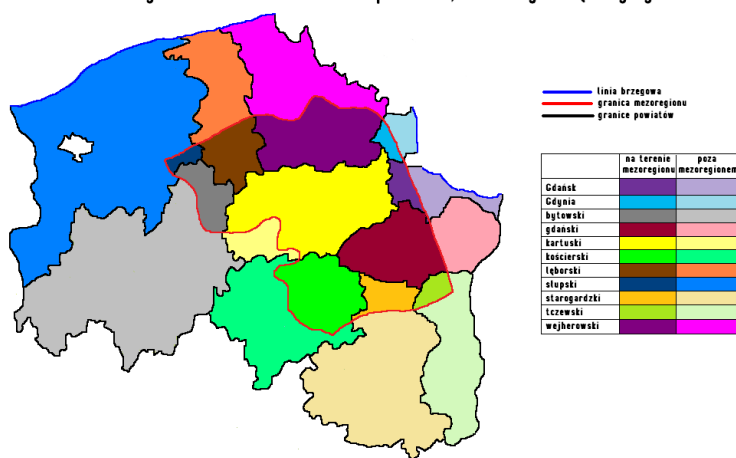 linia brzegowa
granica mezoregionu
granice powiatów
na terenie mezoregionu
poza mezoregionem
Gdańsk
Gdynia
bytowski
gdański
kartuski
kościerski
lęborski
słupski
starogardzki
tczewski
wejherowski